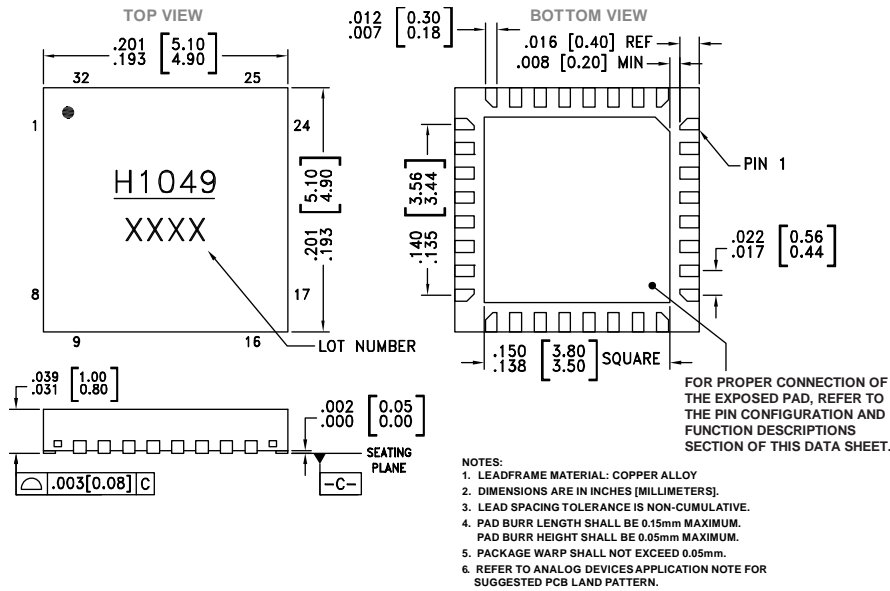 TOP VIEW
.201 [5.10]
.193 [4.90]
32
25
1
24
H1049
XXXX
[5.10]
[4.90]
.201
.193
8
17
9
16
LOT NUMBER
.039 [1.00]
.031 [0.80]
.002 [0.05]
.000 [0.00]
SEATING
PLANE
.003[0.08] C
-C-
BOTTOM VIEW
.012 [0.30]
.007 [0.18]
.016 [0.40] REF
.008 [0.20] MIN
PIN 1
[3.56]
[3.44]
.140
.135
.022 [0.56]
.017 [0.44]
.150 [3.80] SQUARE
.138 [3.50]
FOR PROPER CONNECTION OF
THE EXPOSED PAD, REFER TO
THE PIN CONFIGURATION AND
FUNCTION DESCRIPTIONS
SECTION OF THIS DATA SHEET.
NOTES:
1. LEADFRAME MATERIAL: COPPER ALLOY
2. DIMENSIONS ARE IN INCHES [MILLIMETERS].
3. LEAD SPACING TOLERANCE IS NON-CUMULATIVE.
4. PAD BURR LENGTH SHALL BE 0.15mm MAXIMUM.
PAD BURR HEIGHT SHALL BE 0.05mm MAXIMUM.
5. PACKAGE WARP SHALL NOT EXCEED 0.05mm.
6. REFER TO ANALOG DEVICES APPLICATION NOTE FOR
SUGGESTED PCB LAND PATTERN.